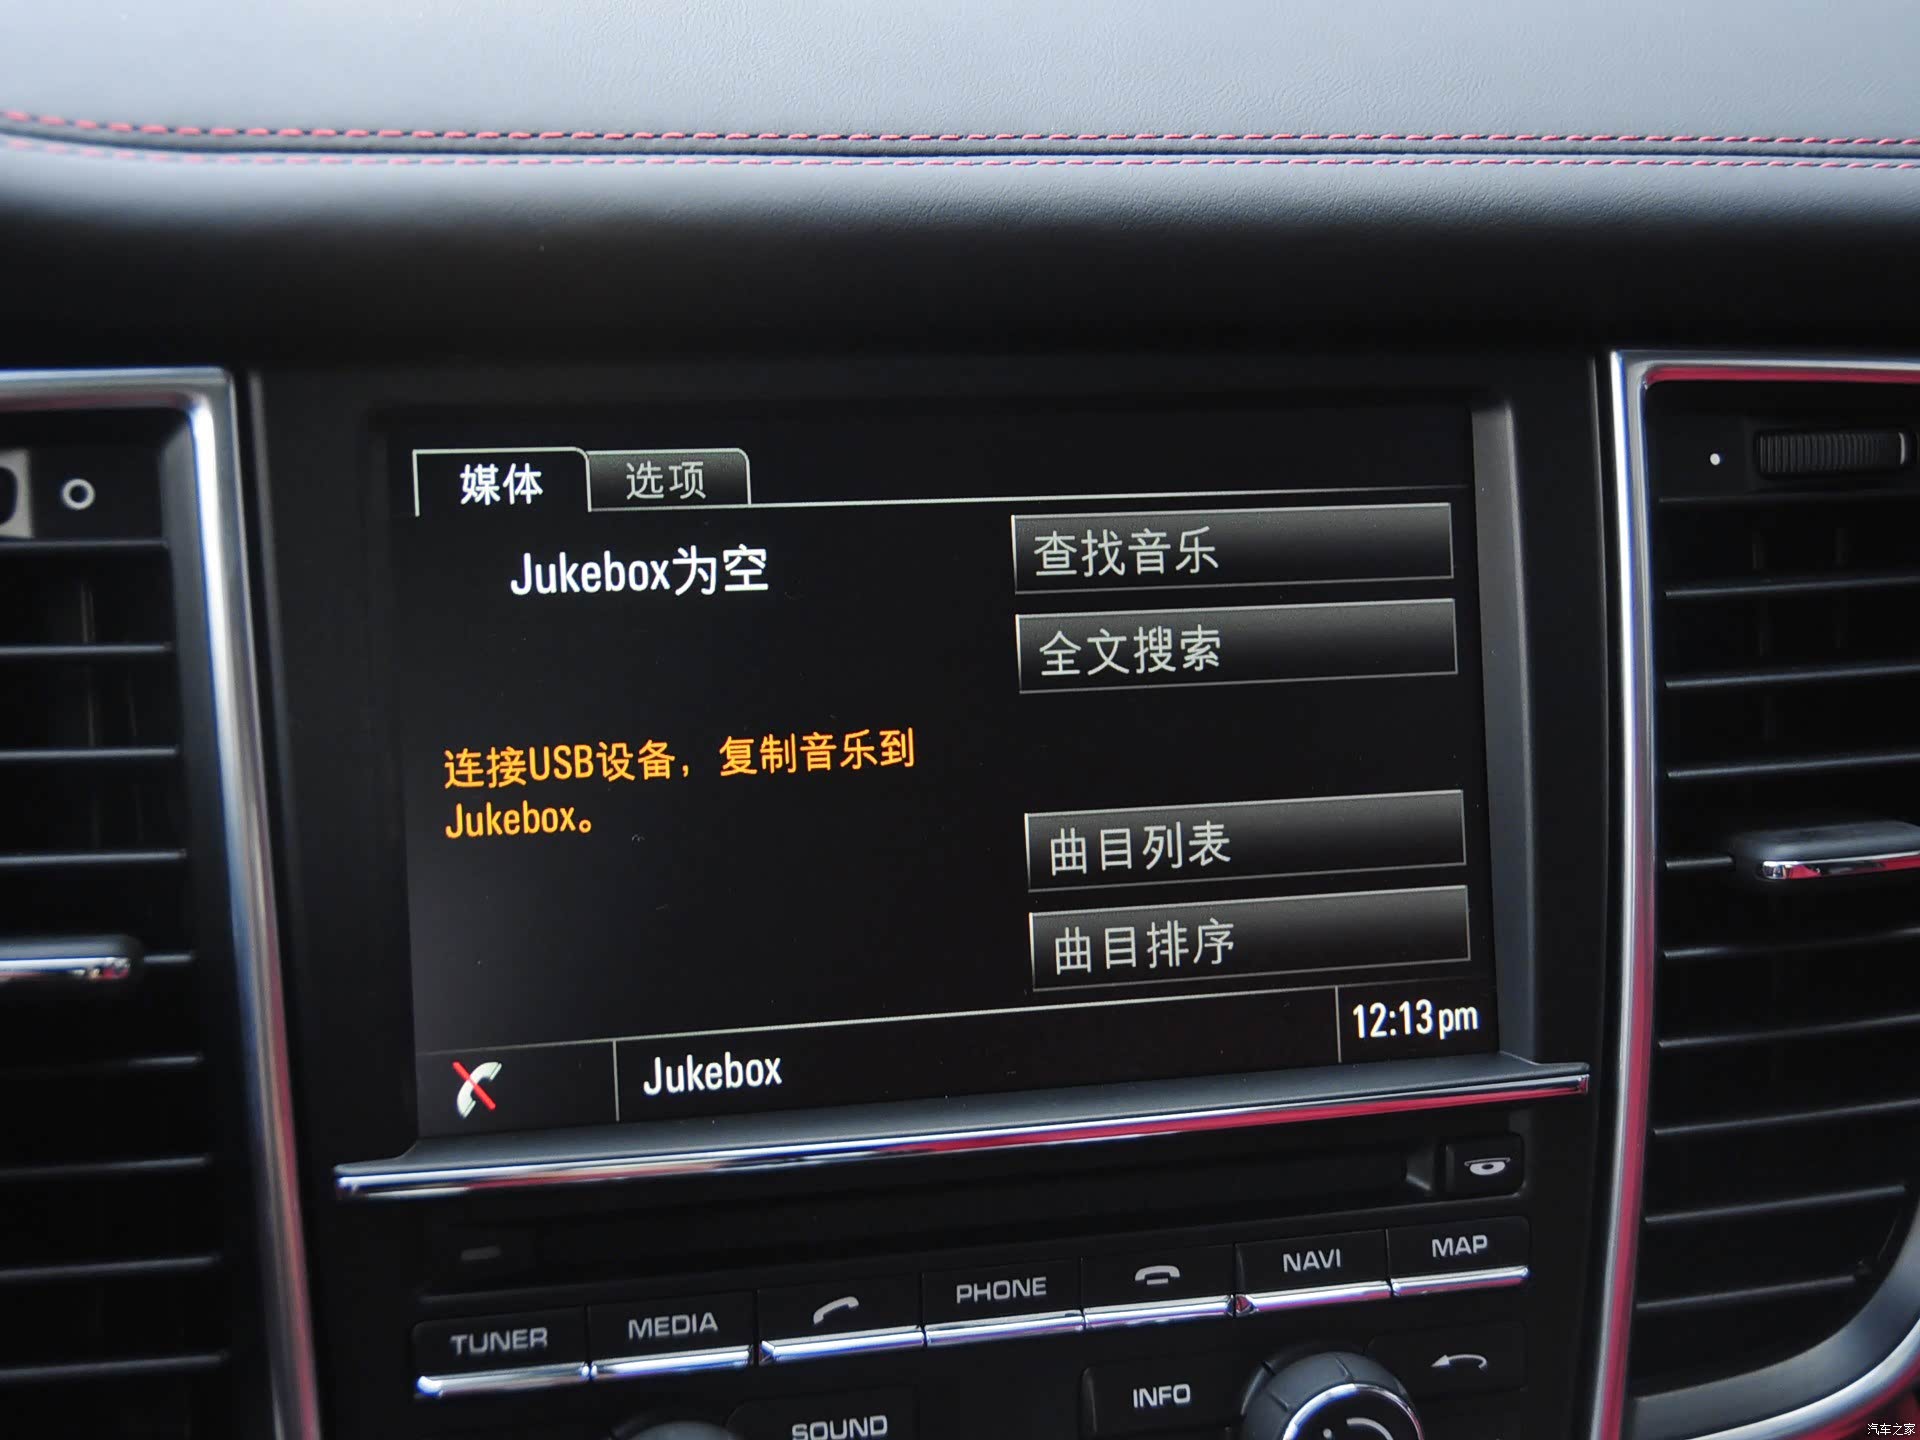 媒体
选项
Jukebox为空
查找音乐
全文搜索
连接USB设备，复制音乐到
Jukebox。
曲目列表
曲目排序
Jukebox
12:13pm
TUNER
MEDIA
PHONE
NAVI
MAP
SOUND
INFO
汽车之家